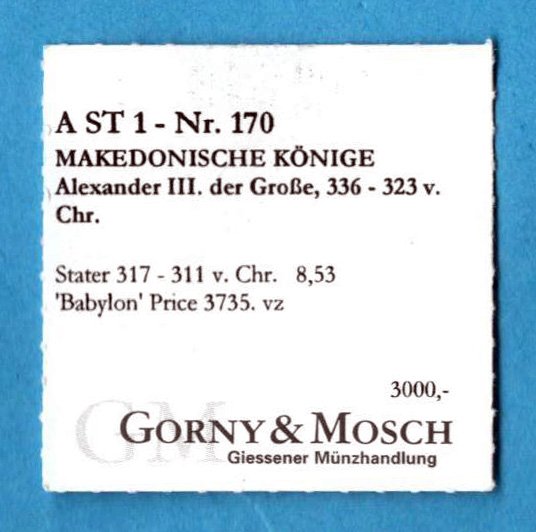 A ST 1 - Nr. 170
MAKEDONISCHE KÖNIGE
Alexander III. der Große, 336 - 323 v.
Chr.
Stater 317 - 311 v. Chr. 8,53
'Babylon' Price 3735. vz
3000,-
GM
GORNY & MOSCH
Giessener Münzhandlung